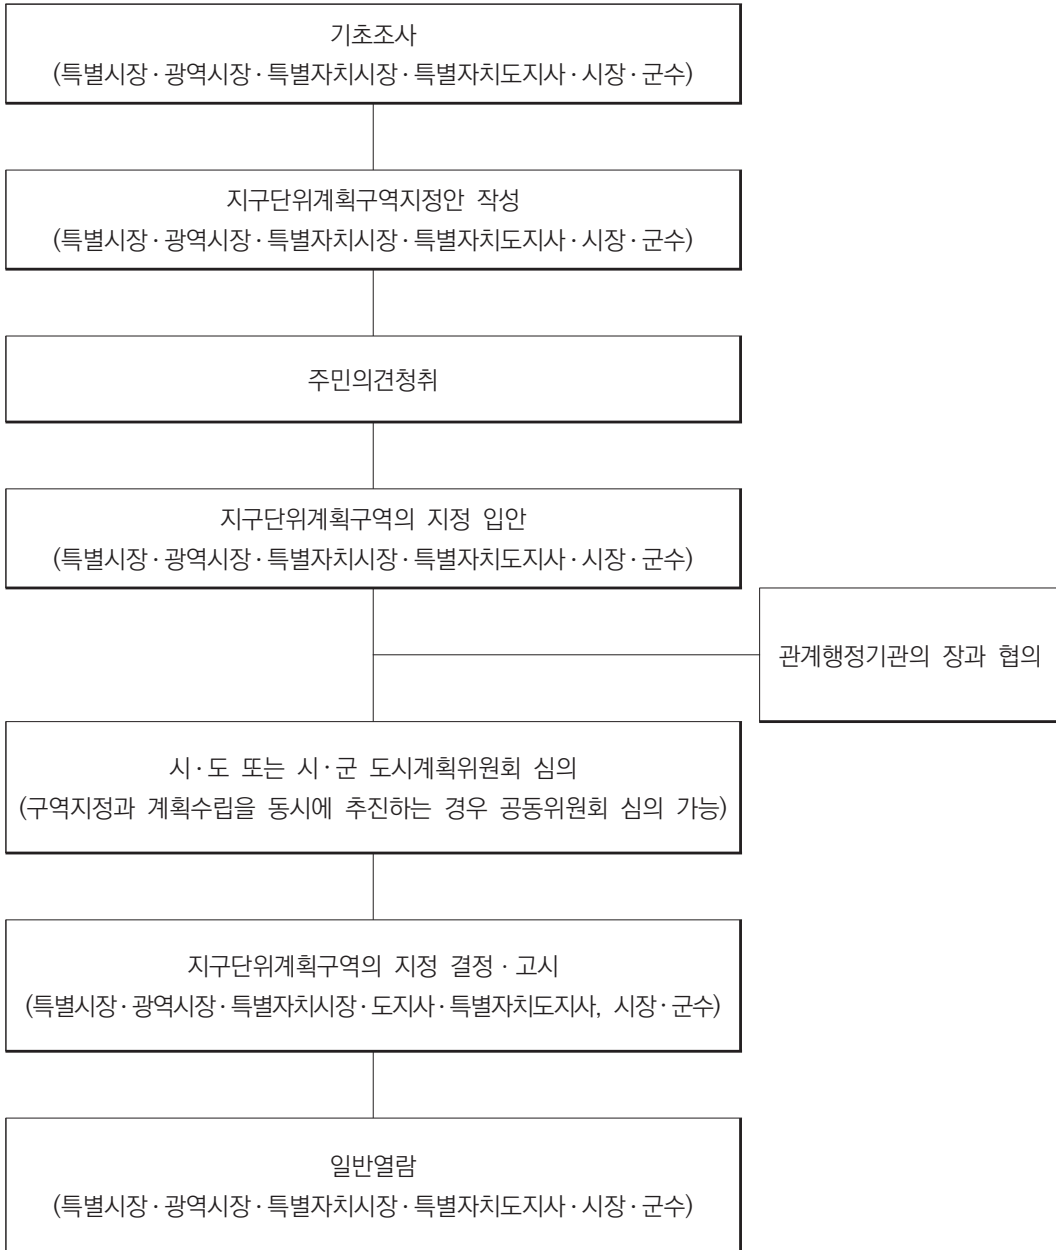 기초조사
(특별시장·광역시장·특별자치시장·특별자치도지사·시장·군수)
지구단위계획구역지정안 작성
(특별시장·광역시장·특별자치시장·특별자치도지사·시장·군수)
주민의견청취
지구단위계획구역의 지정 입안
(특별시장·광역시장·특별자치시장·특별자치도지사·시장·군수)
관계행정기관의 장과 협의
시·도 또는 시·군 도시계획위원회 심의
(구역지정과 계획수립을 동시에 추진하는 경우 공동위원회 심의 가능)
지구단위계획구역의 지정 결정·고시
(특별시장·광역시장·특별자치시장·도지사·특별자치도지사, 시장·군수)
일반열람
(특별시장·광역시장·특별자치시장·특별자치도지사·시장·군수)